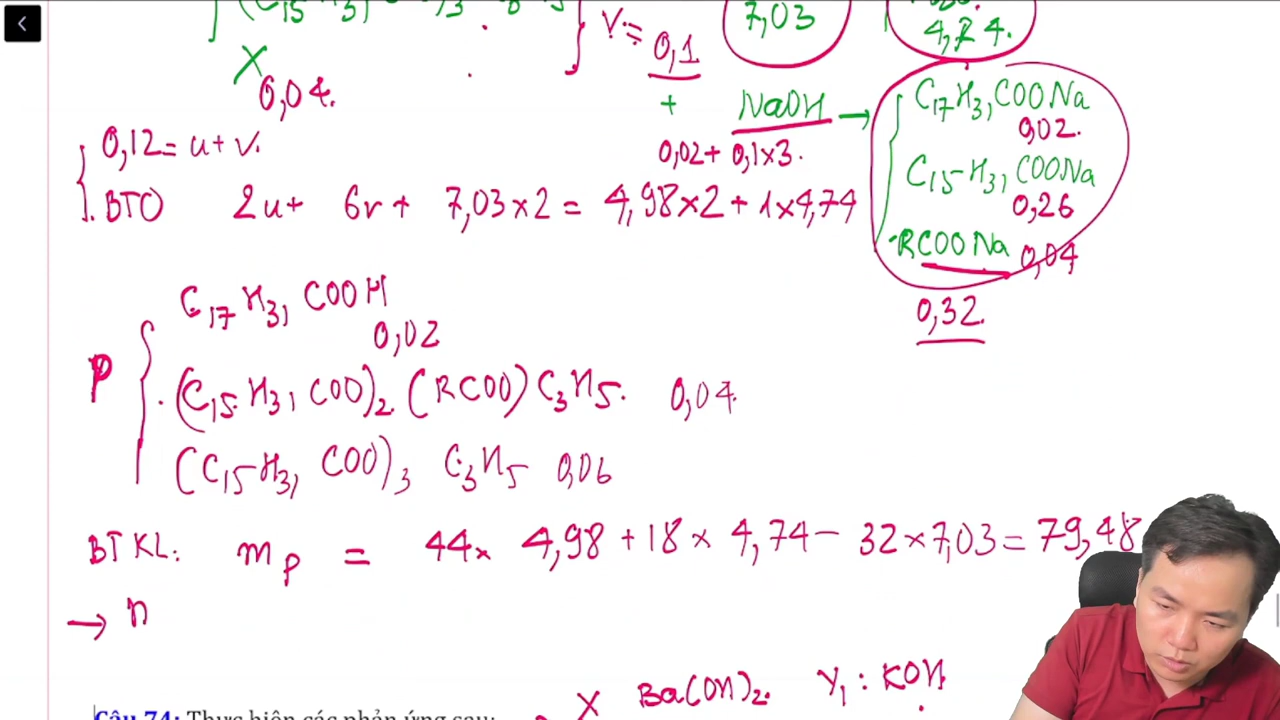 (C15H31
X
0,04.
V =
0,1
7,03
4,74.
+ NaOH →
0,02 + 0,1×3.
C17H31COONa
0,02.
C15H31COONa
0,26
RCOONa 0,04
0,32.
0,12 = u + v.
BTO 2u + 6v + 7,03×2 = 4,98×2 + 1×4,74
P
C17H31COOH
0,02
(C15H31COO)2(RCOO)C3H5. 0,04.
(C15H31COO)3C3H5 0,06
BTKL: mp = 44× 4,98 + 18× 4,74 - 32×7,03 = 79,48
→ n
X Ba(OH)2. Y1 : KOH
Câu 74: Thực hiện các phản ứng sau: